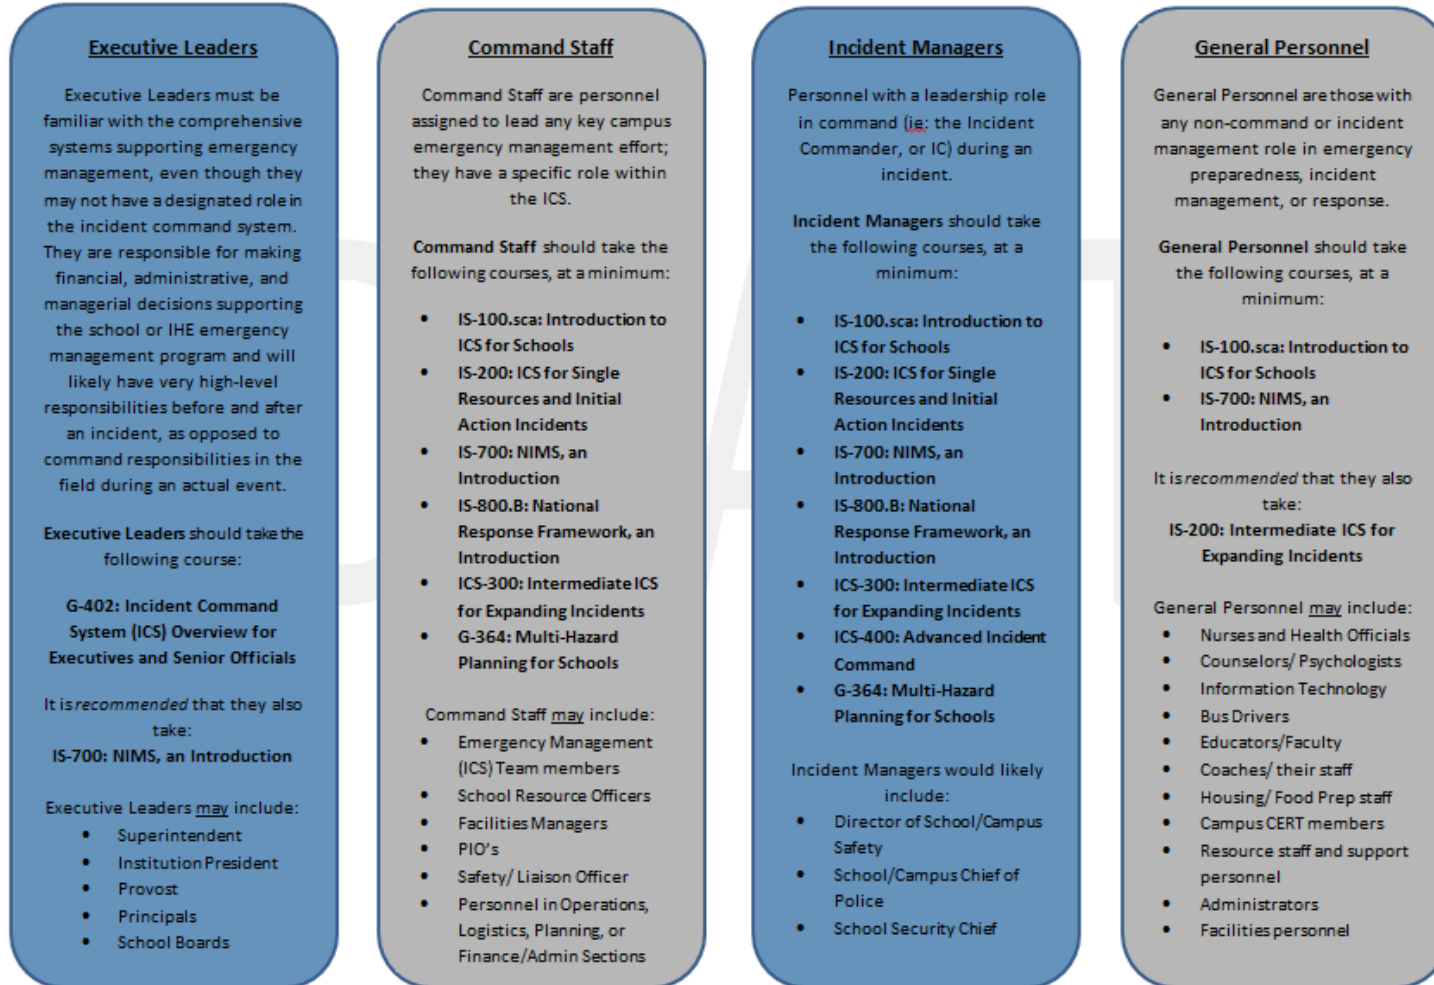 Executive Leaders
Executive Leaders must be
familiar with the comprehensive
systems supporting emergency
management, even though they
may not have a designated role in
the incident command system.
They are responsible for making
financial, administrative, and
managerial decisions supporting
the school or IHE emergency
management program and will
likely have very high-level
responsibilities before and after
an incident, as opposed to
command responsibilities in the
field during an actual event.
Executive Leaders should take the
following course:
G-402: Incident Command
System (ICS) Overview for
Executives and Senior Officials
It is recommended that they also
take:
IS-700: NIMS, an Introduction
Executive Leaders may include:
• Superintendent
• Institution President
• Provost
• Principals
• School Boards
Command Staff
Command Staff are personnel
assigned to lead any key campus
emergency management effort;
they have a specific role within
the ICS.
Command Staff should take the
following courses, at a minimum:
• IS-100.sca: Introduction to
ICS for Schools
• IS-200: ICS for Single
Resources and Initial
Action Incidents
• IS-700: NIMS, an
Introduction
• IS-800.B: National
Response Framework, an
Introduction
• ICS-300: Intermediate ICS
for Expanding Incidents
• G-364: Multi-Hazard
Planning for Schools
Command Staff may include:
• Emergency Management
(ICS) Team members
• School Resource Officers
• Facilities Managers
• PIO's
• Safety/ Liaison Officer
• Personnel in Operations,
Logistics, Planning, or
Finance/Admin Sections
Incident Managers
Personnel with a leadership role
in command (ie: the Incident
Commander, or IC) during an
incident.
Incident Managers should take
the following courses, at a
minimum:
• IS-100.sca: Introduction to
ICS for Schools
• IS-200: ICS for Single
Resources and Initial
Action Incidents
• IS-700: NIMS, an
Introduction
• IS-800.B: National
Response Framework, an
Introduction
• ICS-300: Intermediate ICS
for Expanding Incidents
• ICS-400: Advanced Incident
Command
• G-364: Multi-Hazard
Planning for Schools
Incident Managers would likely
include:
• Director of School/Campus
Safety
• School/Campus Chief of
Police
• School Security Chief
General Personnel
General Personnel are those with
any non-command or incident
management role in emergency
preparedness, incident
management, or response.
General Personnel should take
the following courses, at a
minimum:
• IS-100.sca: Introduction to
ICS for Schools
• IS-700: NIMS, an
Introduction
It is recommended that they also
take:
IS-200: Intermediate ICS for
Expanding Incidents
General Personnel may include:
• Nurses and Health Officials
• Counselors/ Psychologists
• Information Technology
• Bus Drivers
• Educators/Faculty
• Coaches/ their staff
• Housing/ Food Prep staff
• Campus CERT members
• Resource staff and support
personnel
• Administrators
• Facilities personnel